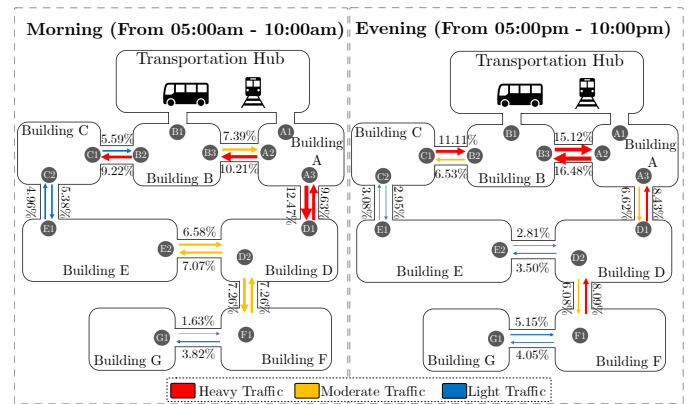 Morning (From 05:00am - 10:00am)
Transportation Hub
Building C
B1
A1
5.59%
7.39%
Building
A
C1
B2
B3
A2
9.22%
10.21%
C2
Building B
A3
4.96%
5.38%
12.47%
9.63%
E1
D1
6.58%
E2
D2
7.07%
Building E
Building D
7.26%
7.26%
1.63%
G1
F1
3.82%
Building G
Building F
Evening (From 05:00pm - 10:00pm)
Transportation Hub
Building C
B1
A1
11.11%
15.12%
Building
A
C1
B2
B3
A2
6.53%
16.48%
C2
Building B
A3
3.08%
2.95%
6.62%
8.43%
E1
D1
2.81%
E2
D2
3.50%
Building E
Building D
6.08%
8.09%
5.15%
G1
F1
4.05%
Building G
Building F
Heavy Traffic
Moderate Traffic
Light Traffic